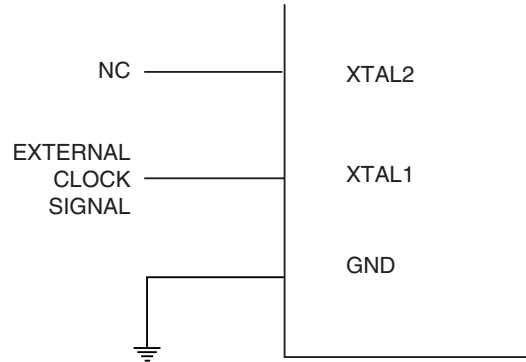 NC
XTAL2
EXTERNAL
CLOCK
SIGNAL
XTAL1
GND